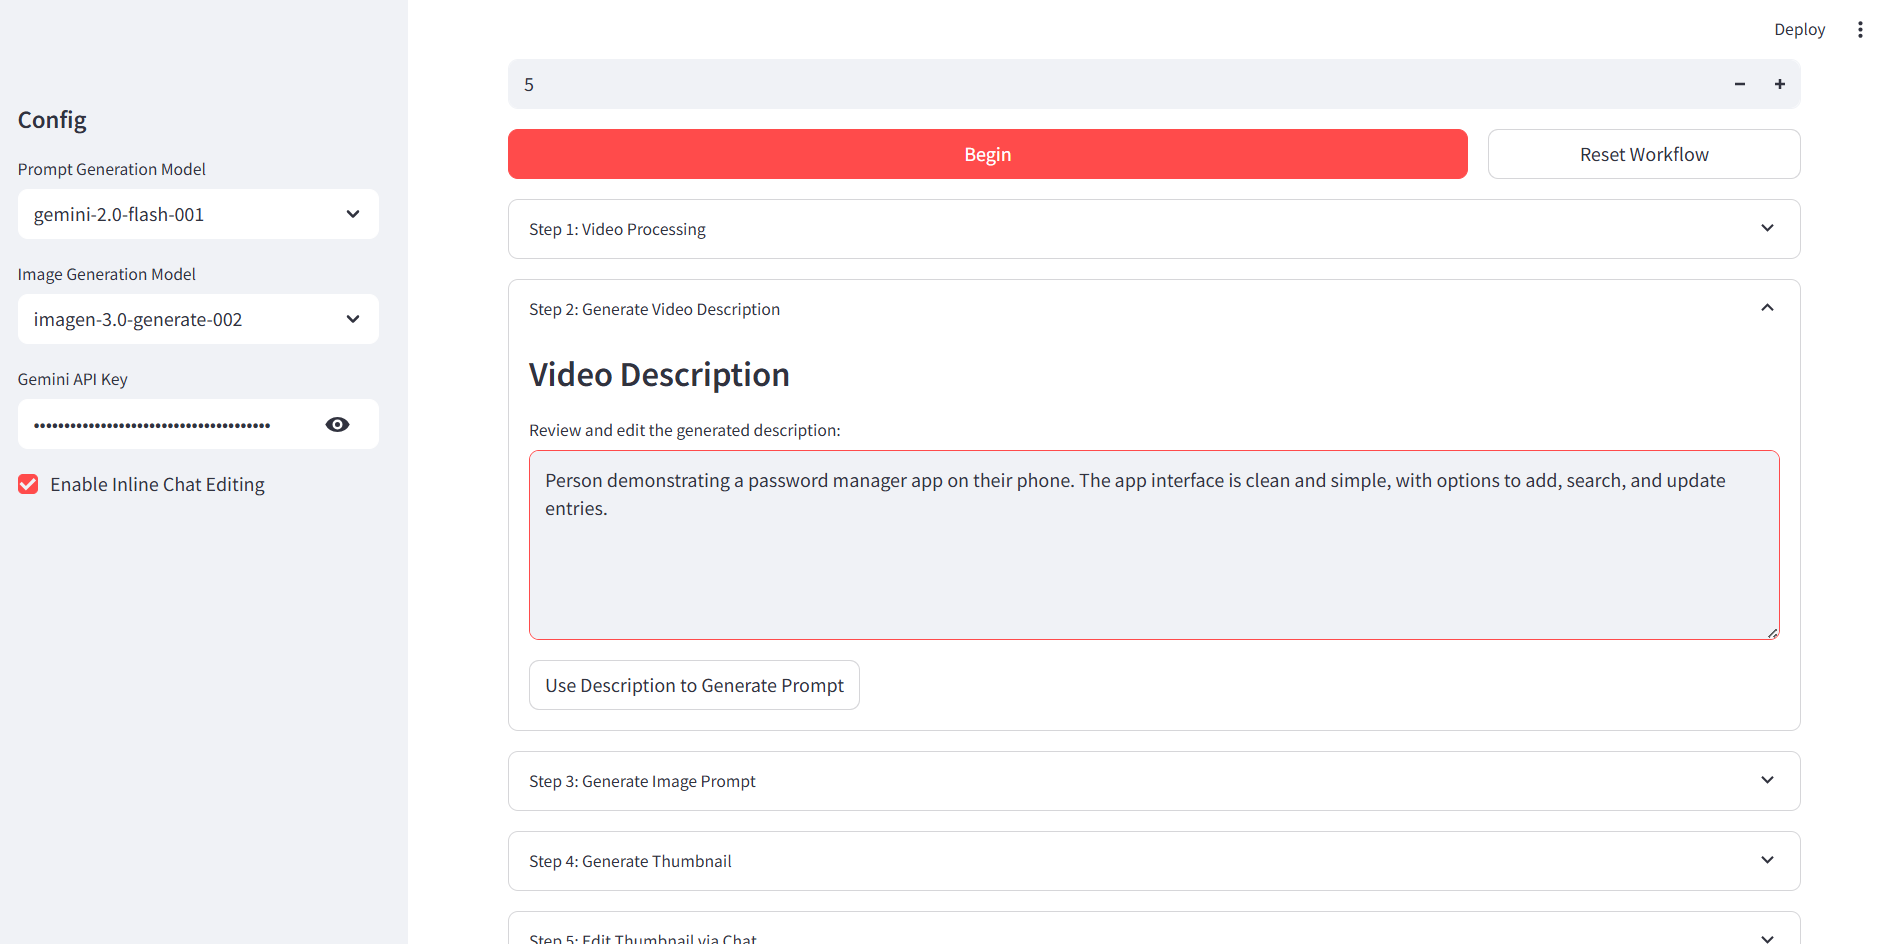 Deploy
Config
Prompt Generation Model
gemini-2.0-flash-001
Image Generation Model
imagen-3.0-generate-002
Gemini API Key
••••••••••••••••••••••••••••••••••••••
Enable Inline Chat Editing
5
Begin
Reset Workflow
Step 1: Video Processing
Step 2: Generate Video Description
Video Description
Review and edit the generated description:
Person demonstrating a password manager app on their phone. The app interface is clean and simple, with options to add, search, and update
entries.
Use Description to Generate Prompt
Step 3: Generate Image Prompt
Step 4: Generate Thumbnail
Step 5: Edit Thumbnail via Chat